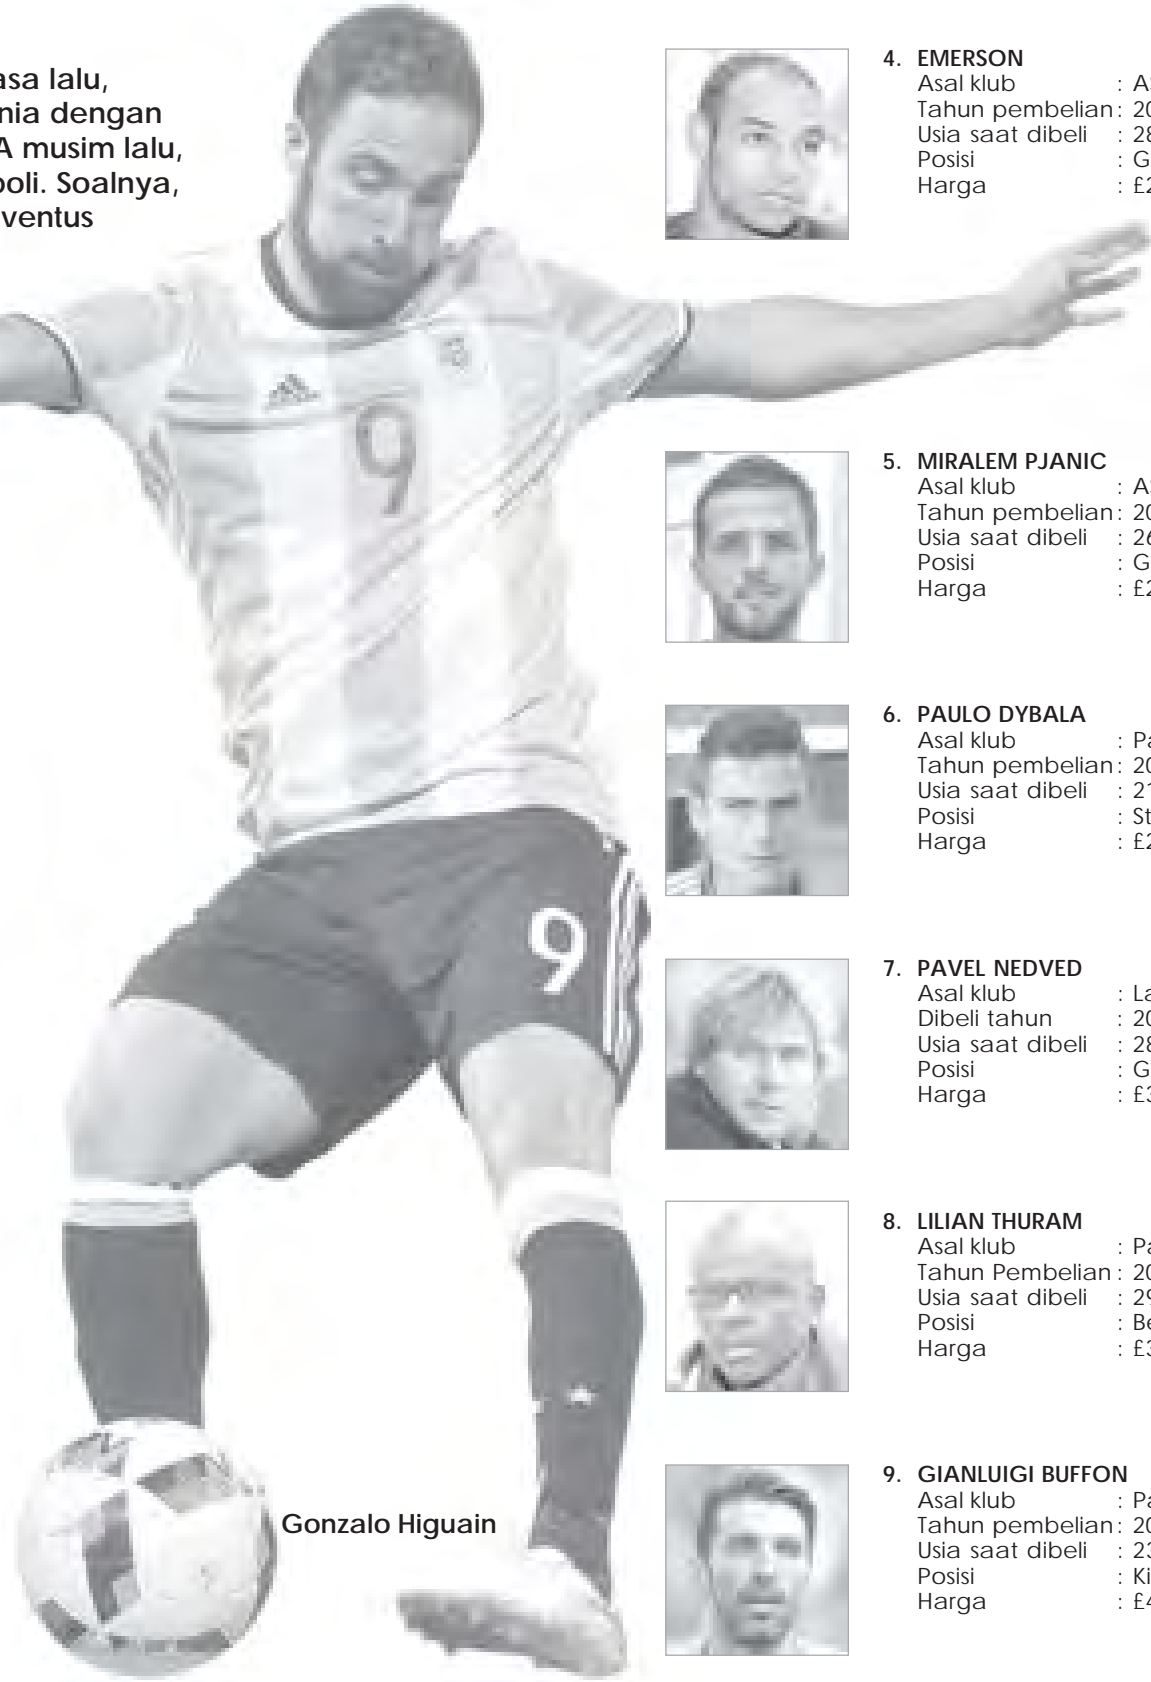 asa lalu,
nia dengan
A musim lalu,
poli. Soalnya,
ventus
9
9
Gonzalo Higuain
4. EMERSON
Asal klub : AS
Tahun pembelian : 20
Usia saat dibeli : 28
Posisi : G
Harga : £2
5. MIRALEM PJANIC
Asal klub : AS
Tahun pembelian : 20
Usia saat dibeli : 26
Posisi : G
Harga : £2
6. PAULO DYBALA
Asal klub : Pa
Tahun pembelian : 20
Usia saat dibeli : 21
Posisi : St
Harga : £2
7. PAVEL NEDVED
Asal klub : La
Dibeli tahun : 20
Usia saat dibeli : 28
Posisi : G
Harga : £3
8. LILIAN THURAM
Asal klub : Pa
Tahun Pembelian : 20
Usia saat dibeli : 29
Posisi : Be
Harga : £3
9. GIANLUIGI BUFFON
Asal klub : Pa
Tahun pembelian : 20
Usia saat dibeli : 23
Posisi : Ki
Harga : £4